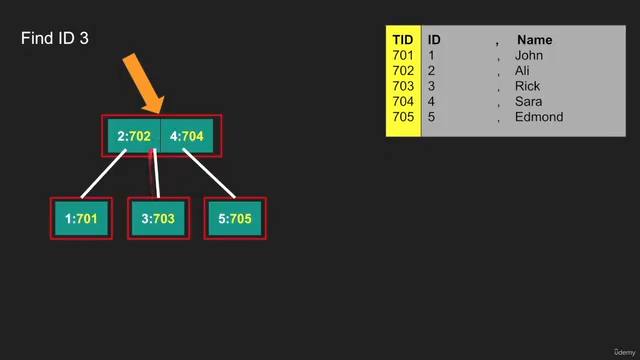 Find ID 3
2:702 4:704
1:701 3:703 5:705
TID ID , Name
701 1 , John
702 2 , Ali
703 3 , Rick
704 4 , Sara
705 5 , Edmond
ûdemy